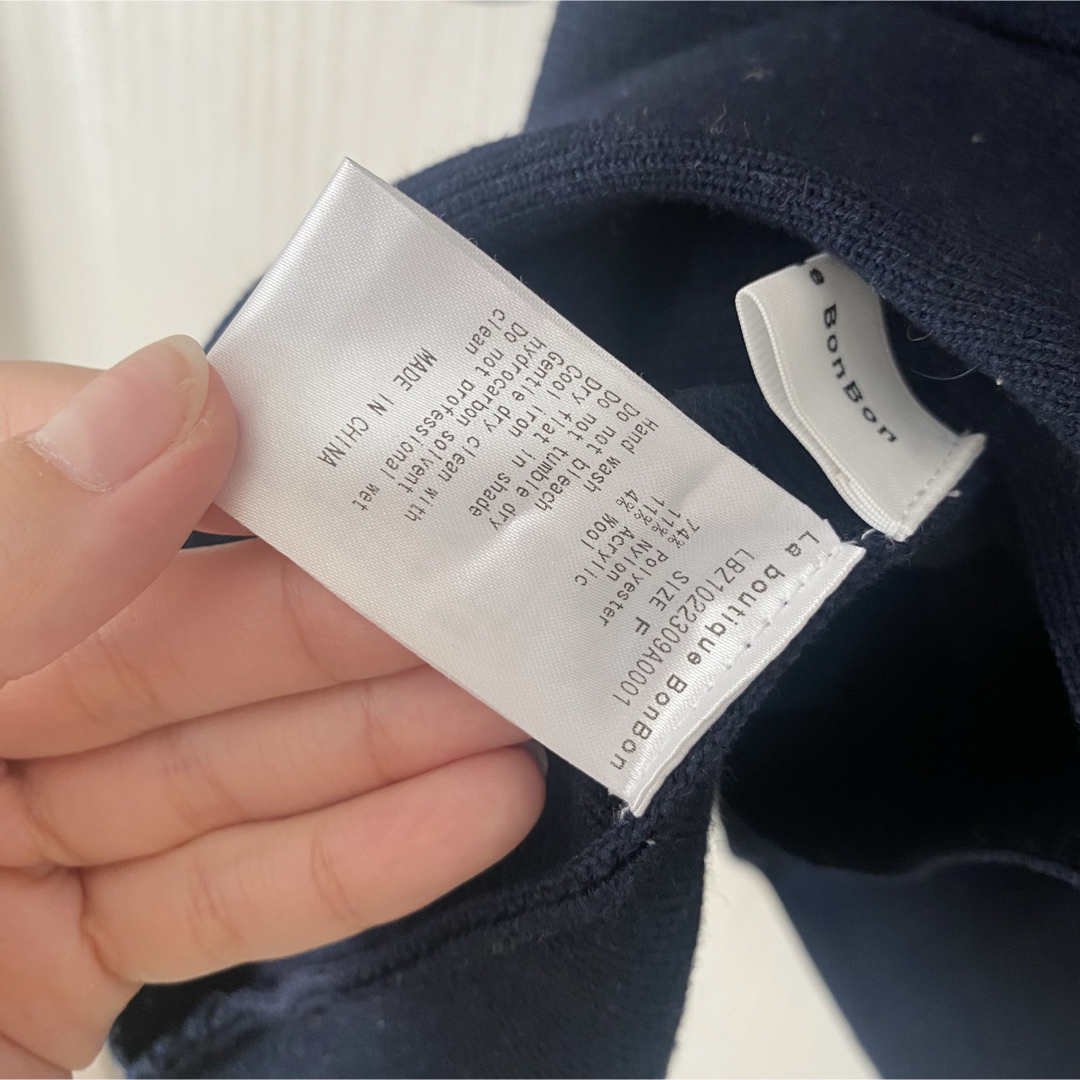 La boutique BonBon
LBZ1022309A0001
SIZE F
74% Polyester
11% Nylon
11% Acrylic
4% Wool
Hand wash
Do not bleach
Do not tumble dry
Dry flat in shade
Cool iron
Gentle dry clean with
hydrocarbon solvent
Do not professional wet
clean
MADE IN CHINA
e BonBon